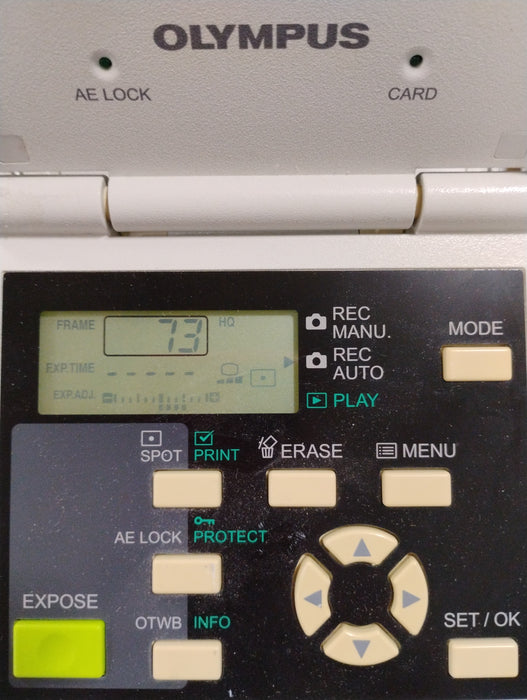 OLYMPUS
AE LOCK
CARD
FRAME
73
HQ
REC
MANU.
MODE
EXP.TIME
- - - - -
REC
AUTO
EXP.ADJ.
PLAY
SPOT
PRINT
ERASE
MENU
AE LOCK
PROTECT
EXPOSE
OTWB
INFO
SET / OK